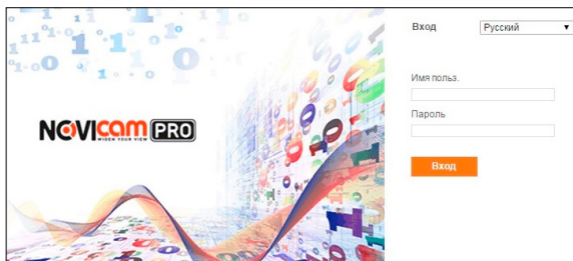 Вход
Русский
NOVICAM PRO
WIDEN YOUR VIEW
Имя польз.
Пароль
Вход